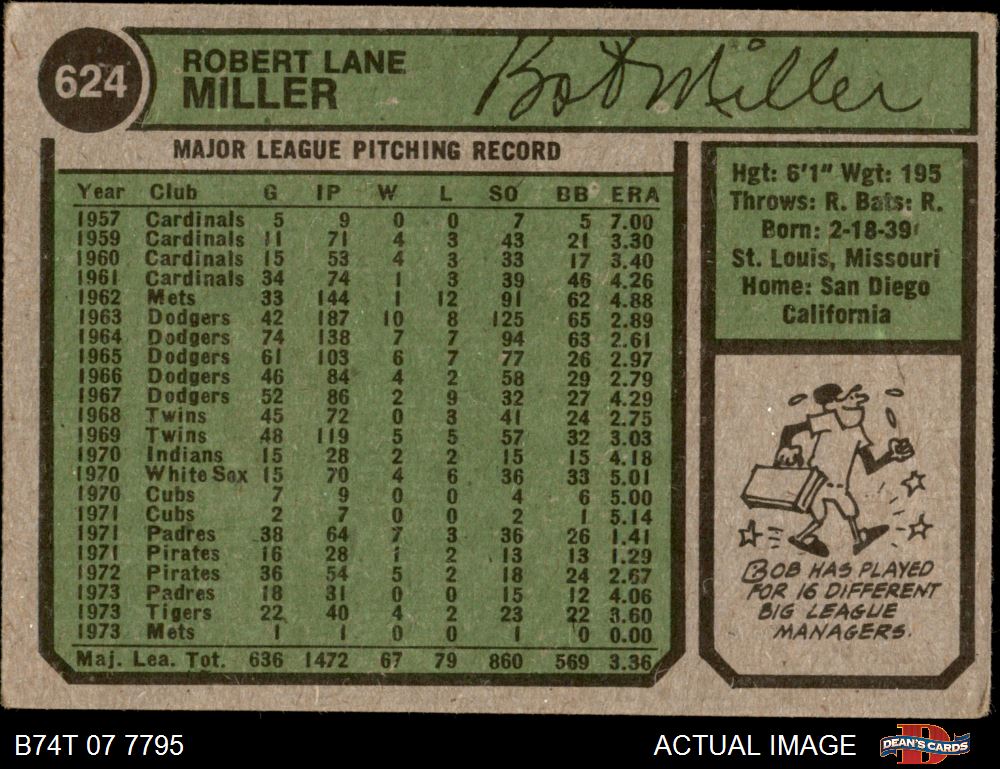 624
ROBERT LANE
MILLER
Bob Miller
MAJOR LEAGUE PITCHING RECORD
Year Club G IP W L SO BB ERA
1957 Cardinals 5 9 0 0 7 5 7.00
1959 Cardinals 11 71 4 3 43 21 3.30
1960 Cardinals 15 53 4 3 33 17 3.40
1961 Cardinals 34 74 1 3 39 46 4.26
1962 Mets 33 144 1 12 91 62 4.88
1963 Dodgers 42 187 10 8 125 65 2.89
1964 Dodgers 74 138 7 7 94 63 2.61
1965 Dodgers 61 103 6 7 77 26 2.97
1966 Dodgers 46 84 4 2 58 29 2.79
1967 Dodgers 52 86 2 9 32 27 4.29
1968 Twins 45 72 0 3 41 24 2.75
1969 Twins 48 119 5 5 57 32 3.03
1970 Indians 15 28 2 2 15 15 4.18
1970 White Sox 15 70 4 6 36 33 5.01
1970 Cubs 7 9 0 0 4 6 5.00
1971 Cubs 2 7 0 0 2 1 5.14
1971 Padres 38 64 7 3 36 26 1.41
1971 Pirates 16 28 1 2 13 13 1.29
1972 Pirates 36 54 5 2 18 24 2.67
1973 Padres 18 31 0 0 15 12 4.06
1973 Tigers 22 40 4 2 23 22 3.60
1973 Mets 1 1 0 0 1 0 0.00
Maj. Lea. Tot. 636 1472 67 79 860 569 3.36
Hgt: 6'1" Wgt: 195
Throws: R. Bats: R.
Born: 2-18-39
St. Louis, Missouri
Home: San Diego
California
BOB HAS PLAYED
FOR 16 DIFFERENT
BIG LEAGUE
MANAGERS.
B74T 07 7795
ACTUAL IMAGE
DEAN'S CARDS